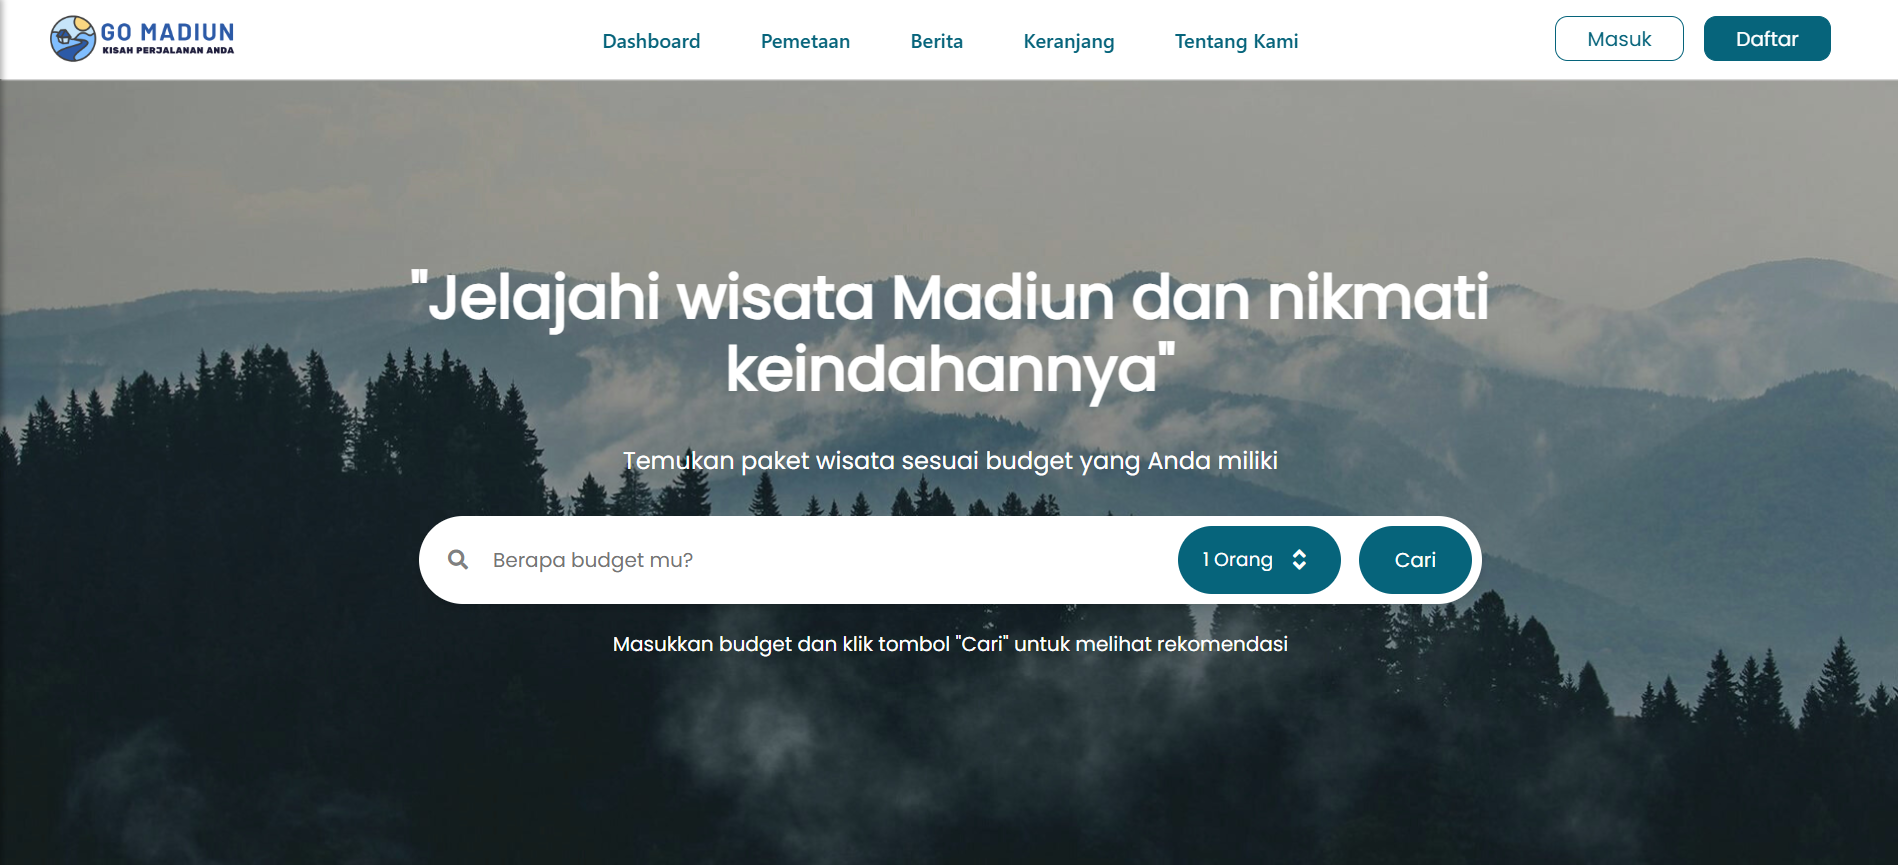 GO MADIUN
KISAH PERJALANAN ANDA
Dashboard
Pemetaan
Berita
Keranjang
Tentang Kami
Masuk
Daftar
"Jelajahi wisata Madiun dan nikmati
keindahannya"
Temukan paket wisata sesuai budget yang Anda miliki
Berapa budget mu?
1 Orang
Cari
Masukkan budget dan klik tombol "Cari" untuk melihat rekomendasi